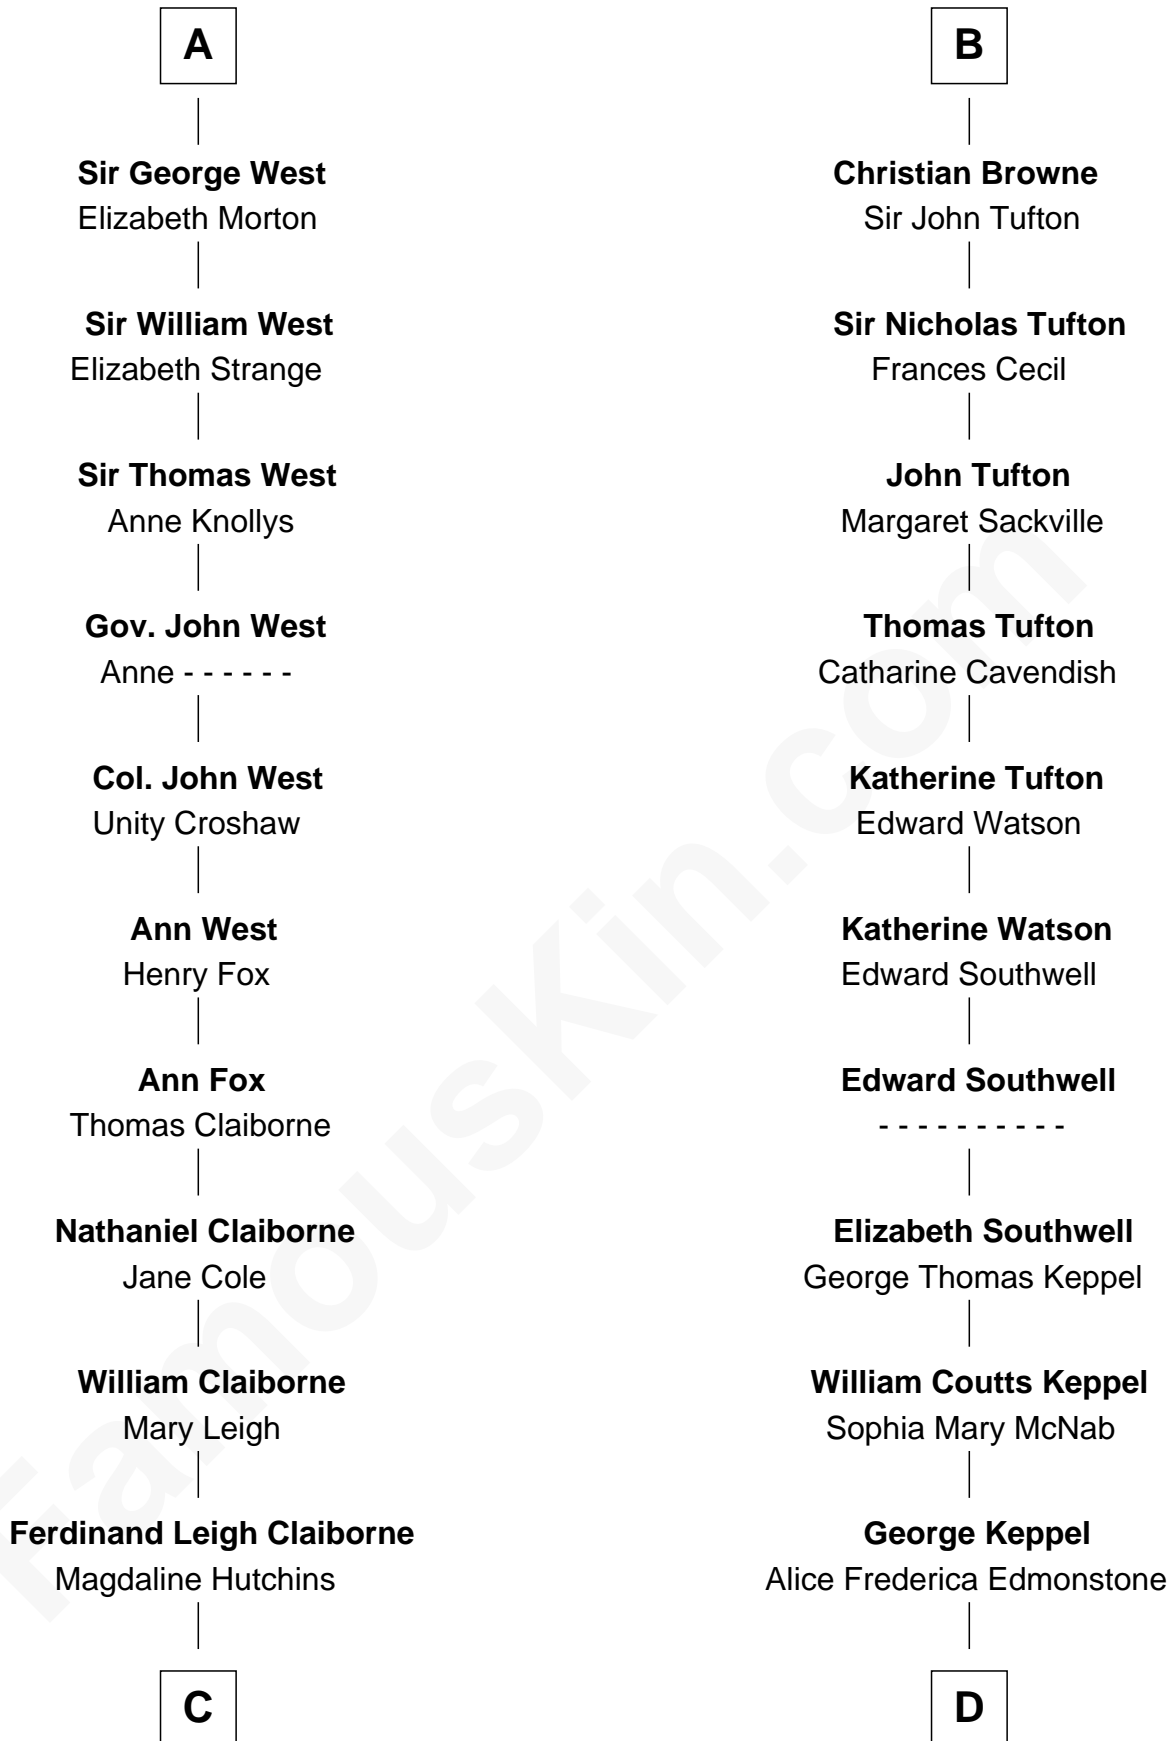 A
Sir George West
Elizabeth Morton
Sir William West
Elizabeth Strange
Sir Thomas West
Anne Knollys
Gov. John West
Anne - - - - - -
Col. John West
Unity Croshaw
Ann West
Henry Fox
Ann Fox
Thomas Claiborne
Nathaniel Claiborne
Jane Cole
William Claiborne
Mary Leigh
Ferdinand Leigh Claiborne
Magdaline Hutchins
C
B
Christian Browne
Sir John Tufton
Sir Nicholas Tufton
Frances Cecil
John Tufton
Margaret Sackville
Thomas Tufton
Catharine Cavendish
Katherine Tufton
Edward Watson
Katherine Watson
Edward Southwell
Edward Southwell
- - - - - - - - - -
Elizabeth Southwell
George Thomas Keppel
William Coutts Keppel
Sophia Mary McNab
George Keppel
Alice Frederica Edmonstone
D
FamousKin.com